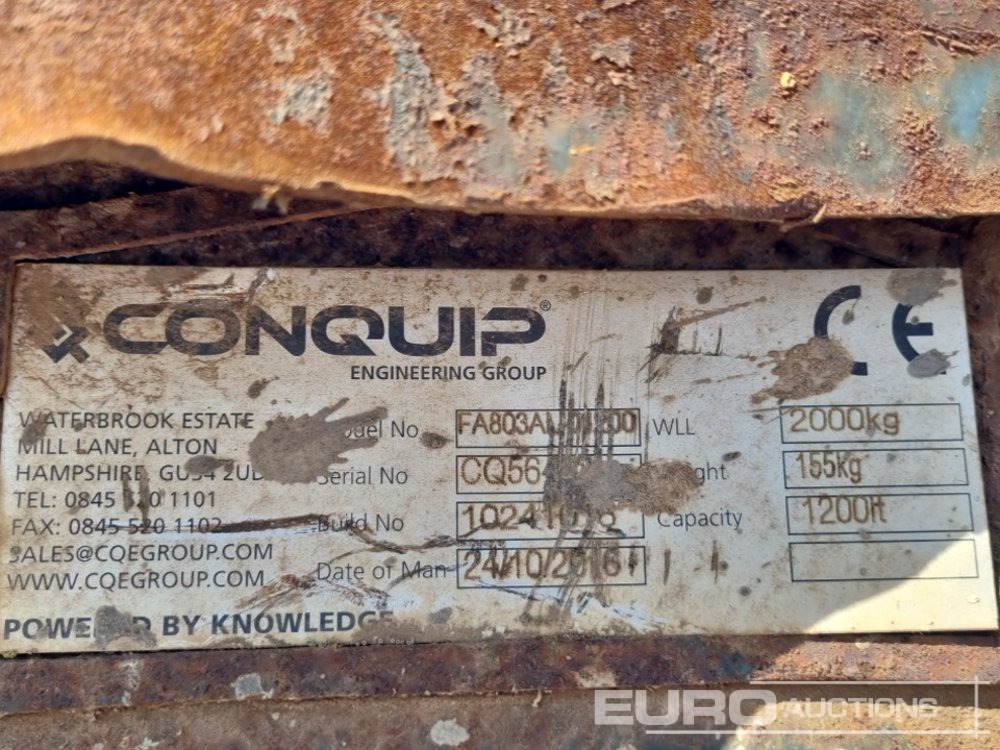 CONQUIP®
ENGINEERING GROUP
CE
WATERBROOK ESTATE
MILL LANE, ALTON
HAMPSHIRE
TEL: 0845 520 1101
FAX: 0845 520 1102
SALES@CQEGROUP.COM
WWW.CQEGROUP.COM
POWERED BY KNOWLEDGE
Model No
Serial No
Build No
Date of Man 24/10/2016
WLL 2000kg
155kg
Capacity 1200lt
EURO AUCTIONS